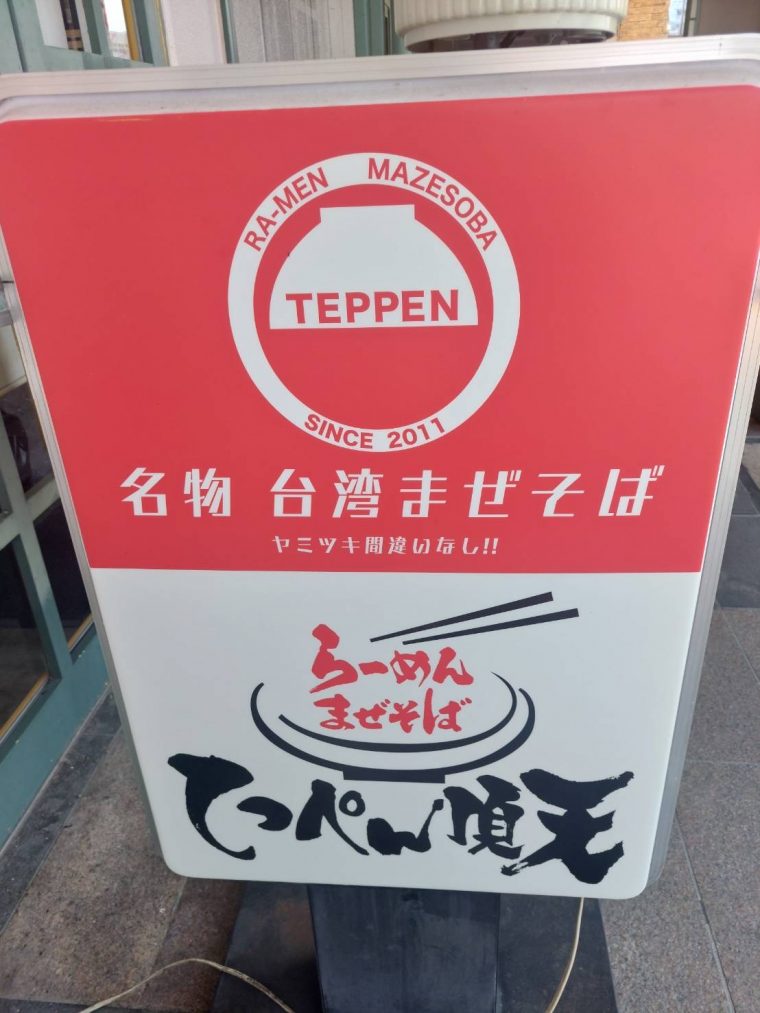 RA-MEN MAZESOBA
TEPPEN
SINCE 2011
名物 台湾まぜそば
ヤミツキ間違いなし!!
らーめん
まぜそば
てっぺん頂天